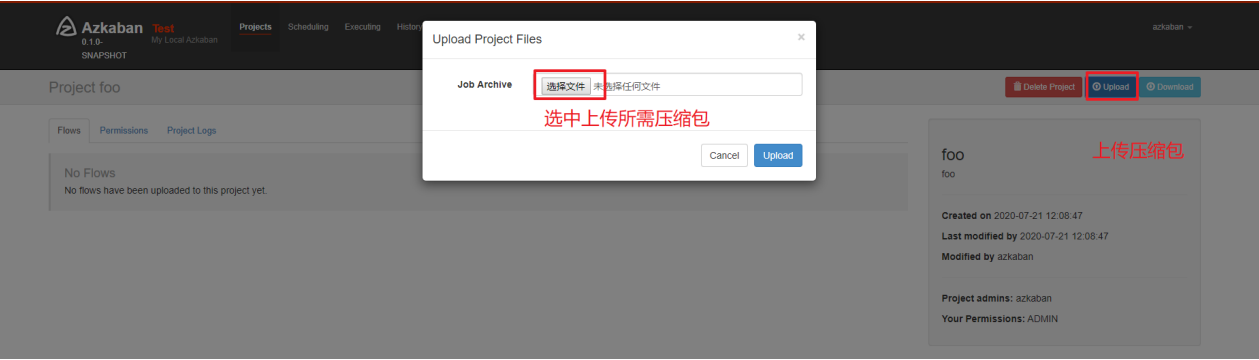 Azkaban Test
0.1.0-
SNAPSHOT
My Local Azkaban
Projects Scheduling Executing History
azkaban
Upload Project Files ×
Job Archive 选择文件 未选择任何文件
选中上传所需压缩包
Cancel Upload
Project foo
Delete Project Upload Download
上传压缩包
Flows Permissions Project Logs
No Flows
No flows have been uploaded to this project yet.
foo
foo
Created on 2020-07-21 12:08:47
Last modified by 2020-07-21 12:08:47
Modified by azkaban
Project admins: azkaban
Your Permissions: ADMIN